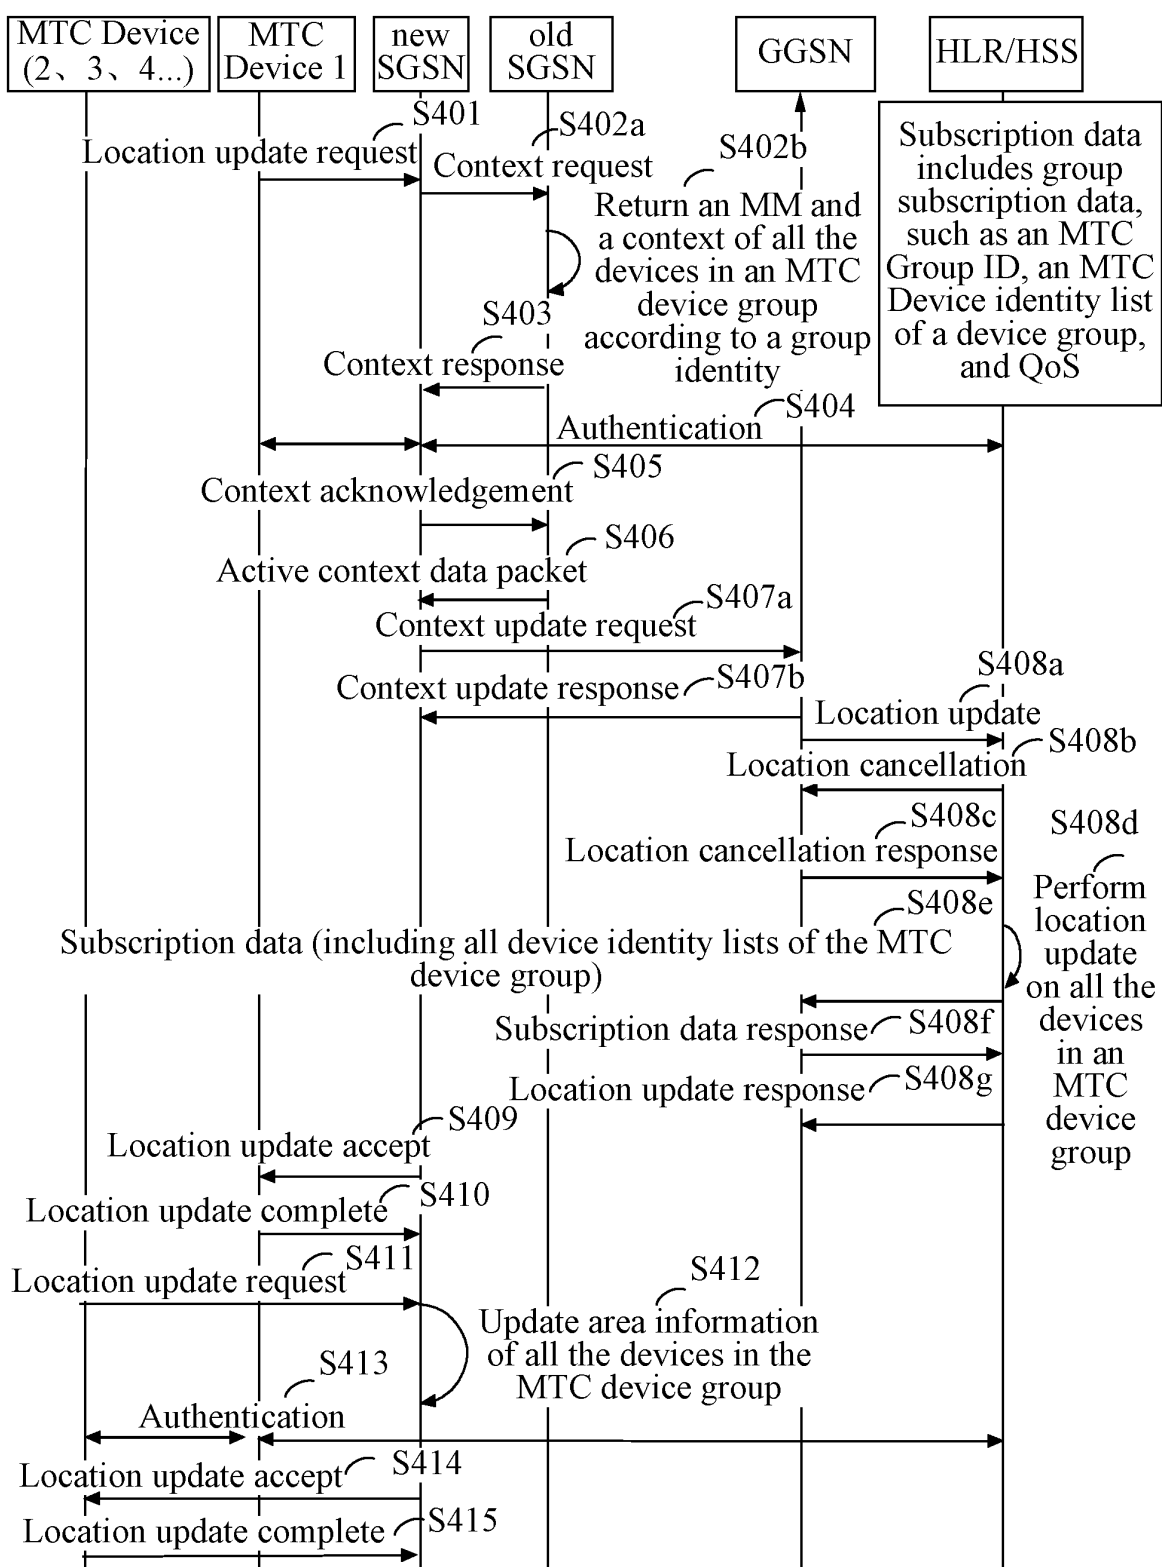 MTC Device
(2、3、4...)
MTC
Device 1
new
SGSN
old
SGSN
GGSN
HLR/HSS
S401
Location update request
S402a
Context request
S402b
Return an MM and
a context of all the
devices in an MTC
device group
according to a group
identity
Subscription data
includes group
subscription data,
such as an MTC
Group ID, an MTC
Device identity list
of a device group,
and QoS
S403
Context response
S404
Authentication
S405
Context acknowledgement
S406
Active context data packet
S407a
Context update request
S407b
Context update response
S408a
Location update
S408b
Location cancellation
S408c
Location cancellation response
S408d
Perform
location
update
on all the
devices
in an
MTC
device
group
S408e
Subscription data (including all device identity lists of the MTC
device group)
S408f
Subscription data response
S408g
Location update response
S409
Location update accept
S410
Location update complete
S411
Location update request
S412
Update area information
of all the devices in the
MTC device group
S413
Authentication
S414
Location update accept
S415
Location update complete